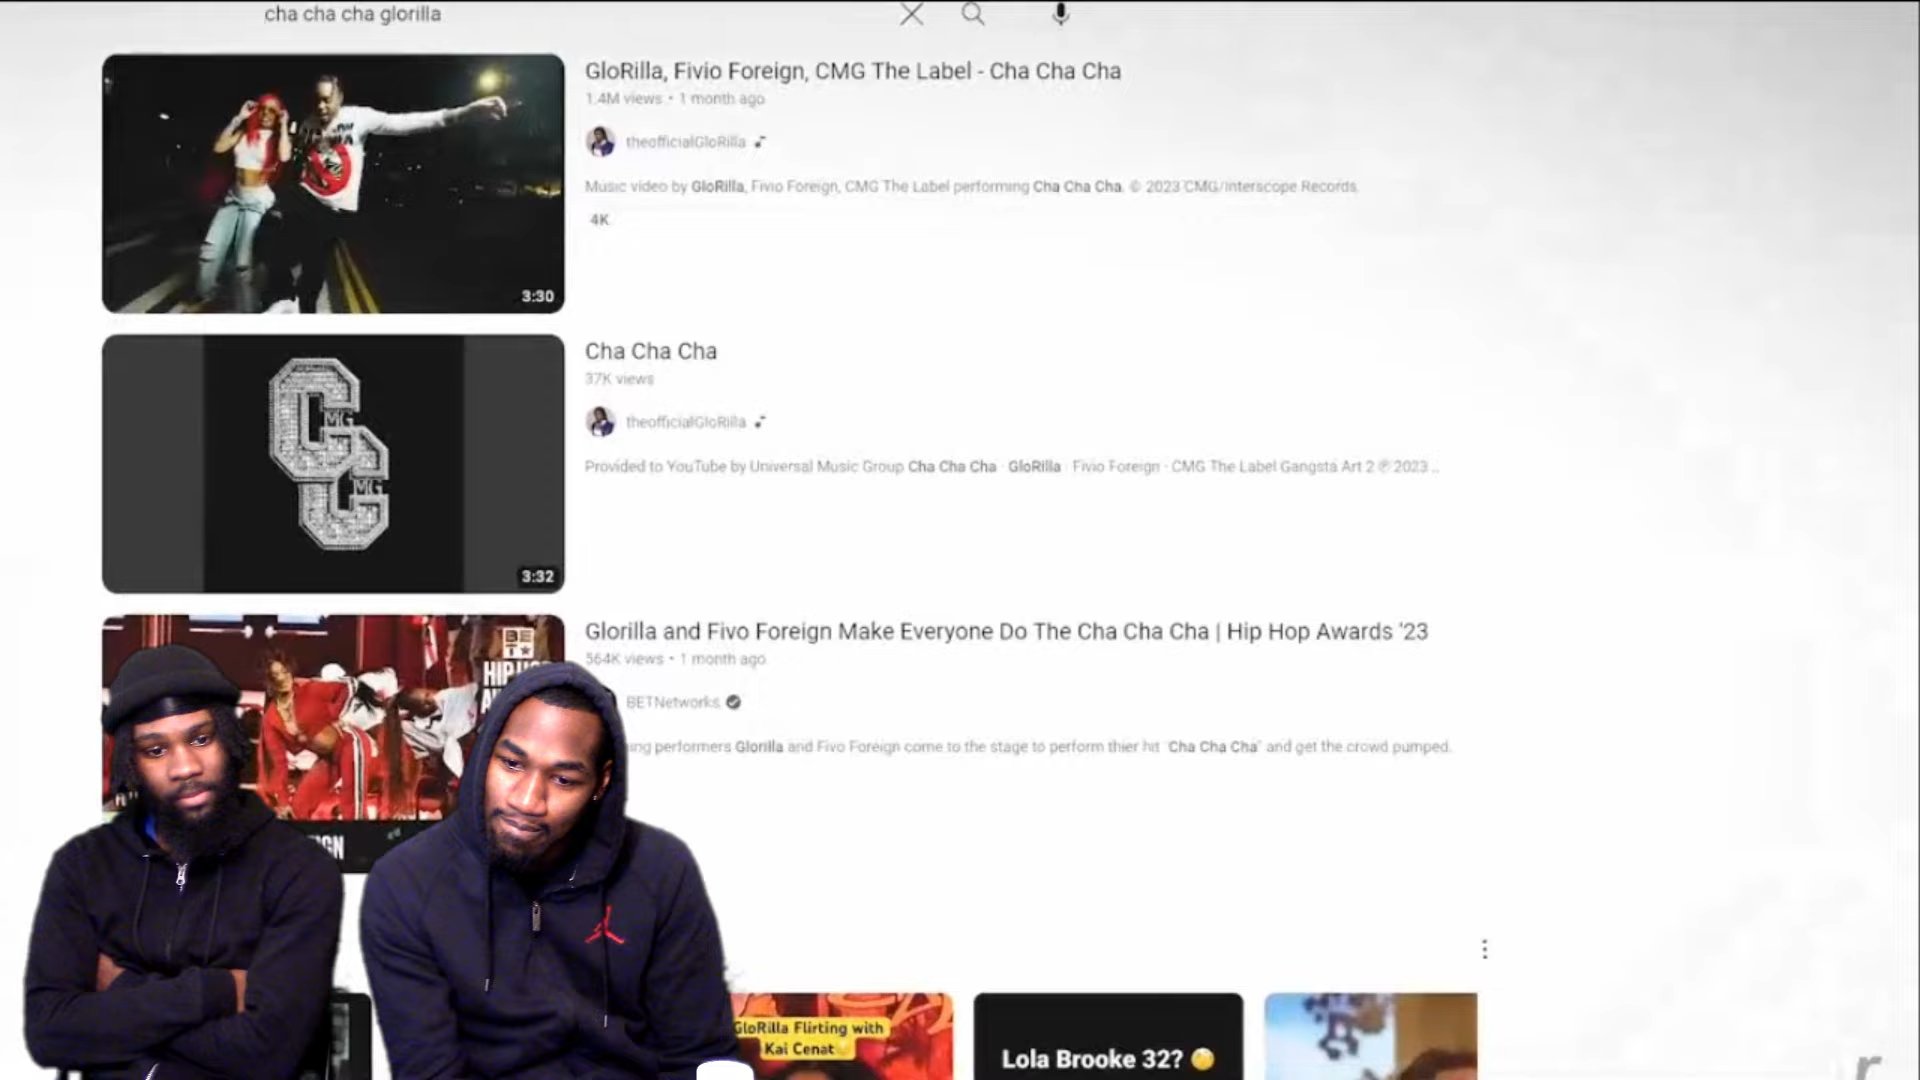 cha cha cha glorilla
GloRilla, Fivio Foreign, CMG The Label - Cha Cha Cha
1.4M views • 1 month ago
theofficialGloRilla
Music video by GloRilla, Fivio Foreign, CMG The Label performing Cha Cha Cha. © 2023 CMG/Interscope Records.
4K
3:30
Cha Cha Cha
37K views
theofficialGloRilla
Provided to YouTube by Universal Music Group Cha Cha Cha · GloRilla · Fivio Foreign · CMG The Label Gangsta Art 2 ℗ 2023 ...
CMG
CMG
3:32
Glorilla and Fivo Foreign Make Everyone Do The Cha Cha Cha | Hip Hop Awards '23
564K views • 1 month ago
BETNetworks
performers Glorilla and Fivo Foreign come to the stage to perform thier hit "Cha Cha Cha" and get the crowd pumped.
BE
T
GloRilla Flirting with
Kai Cenat
Lola Brooke 32?